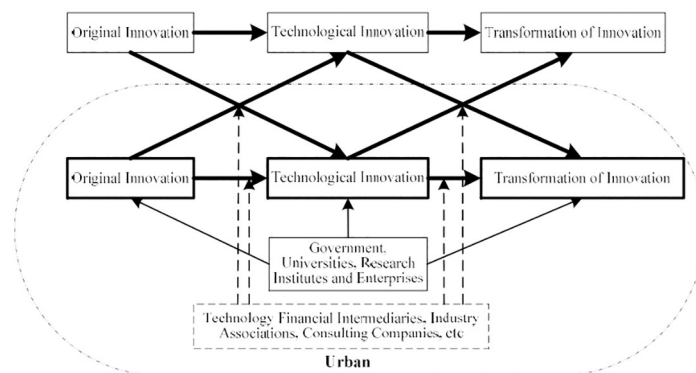 Original Innovation
Technological Innovation
Transformation of Innovation
Original Innovation
Technological Innovation
Transformation of Innovation
Government,
Universities, Research
Institutes and Enterprises
Technology Financial Intermediaries, Industry
Associations, Consulting Companies, etc
Urban